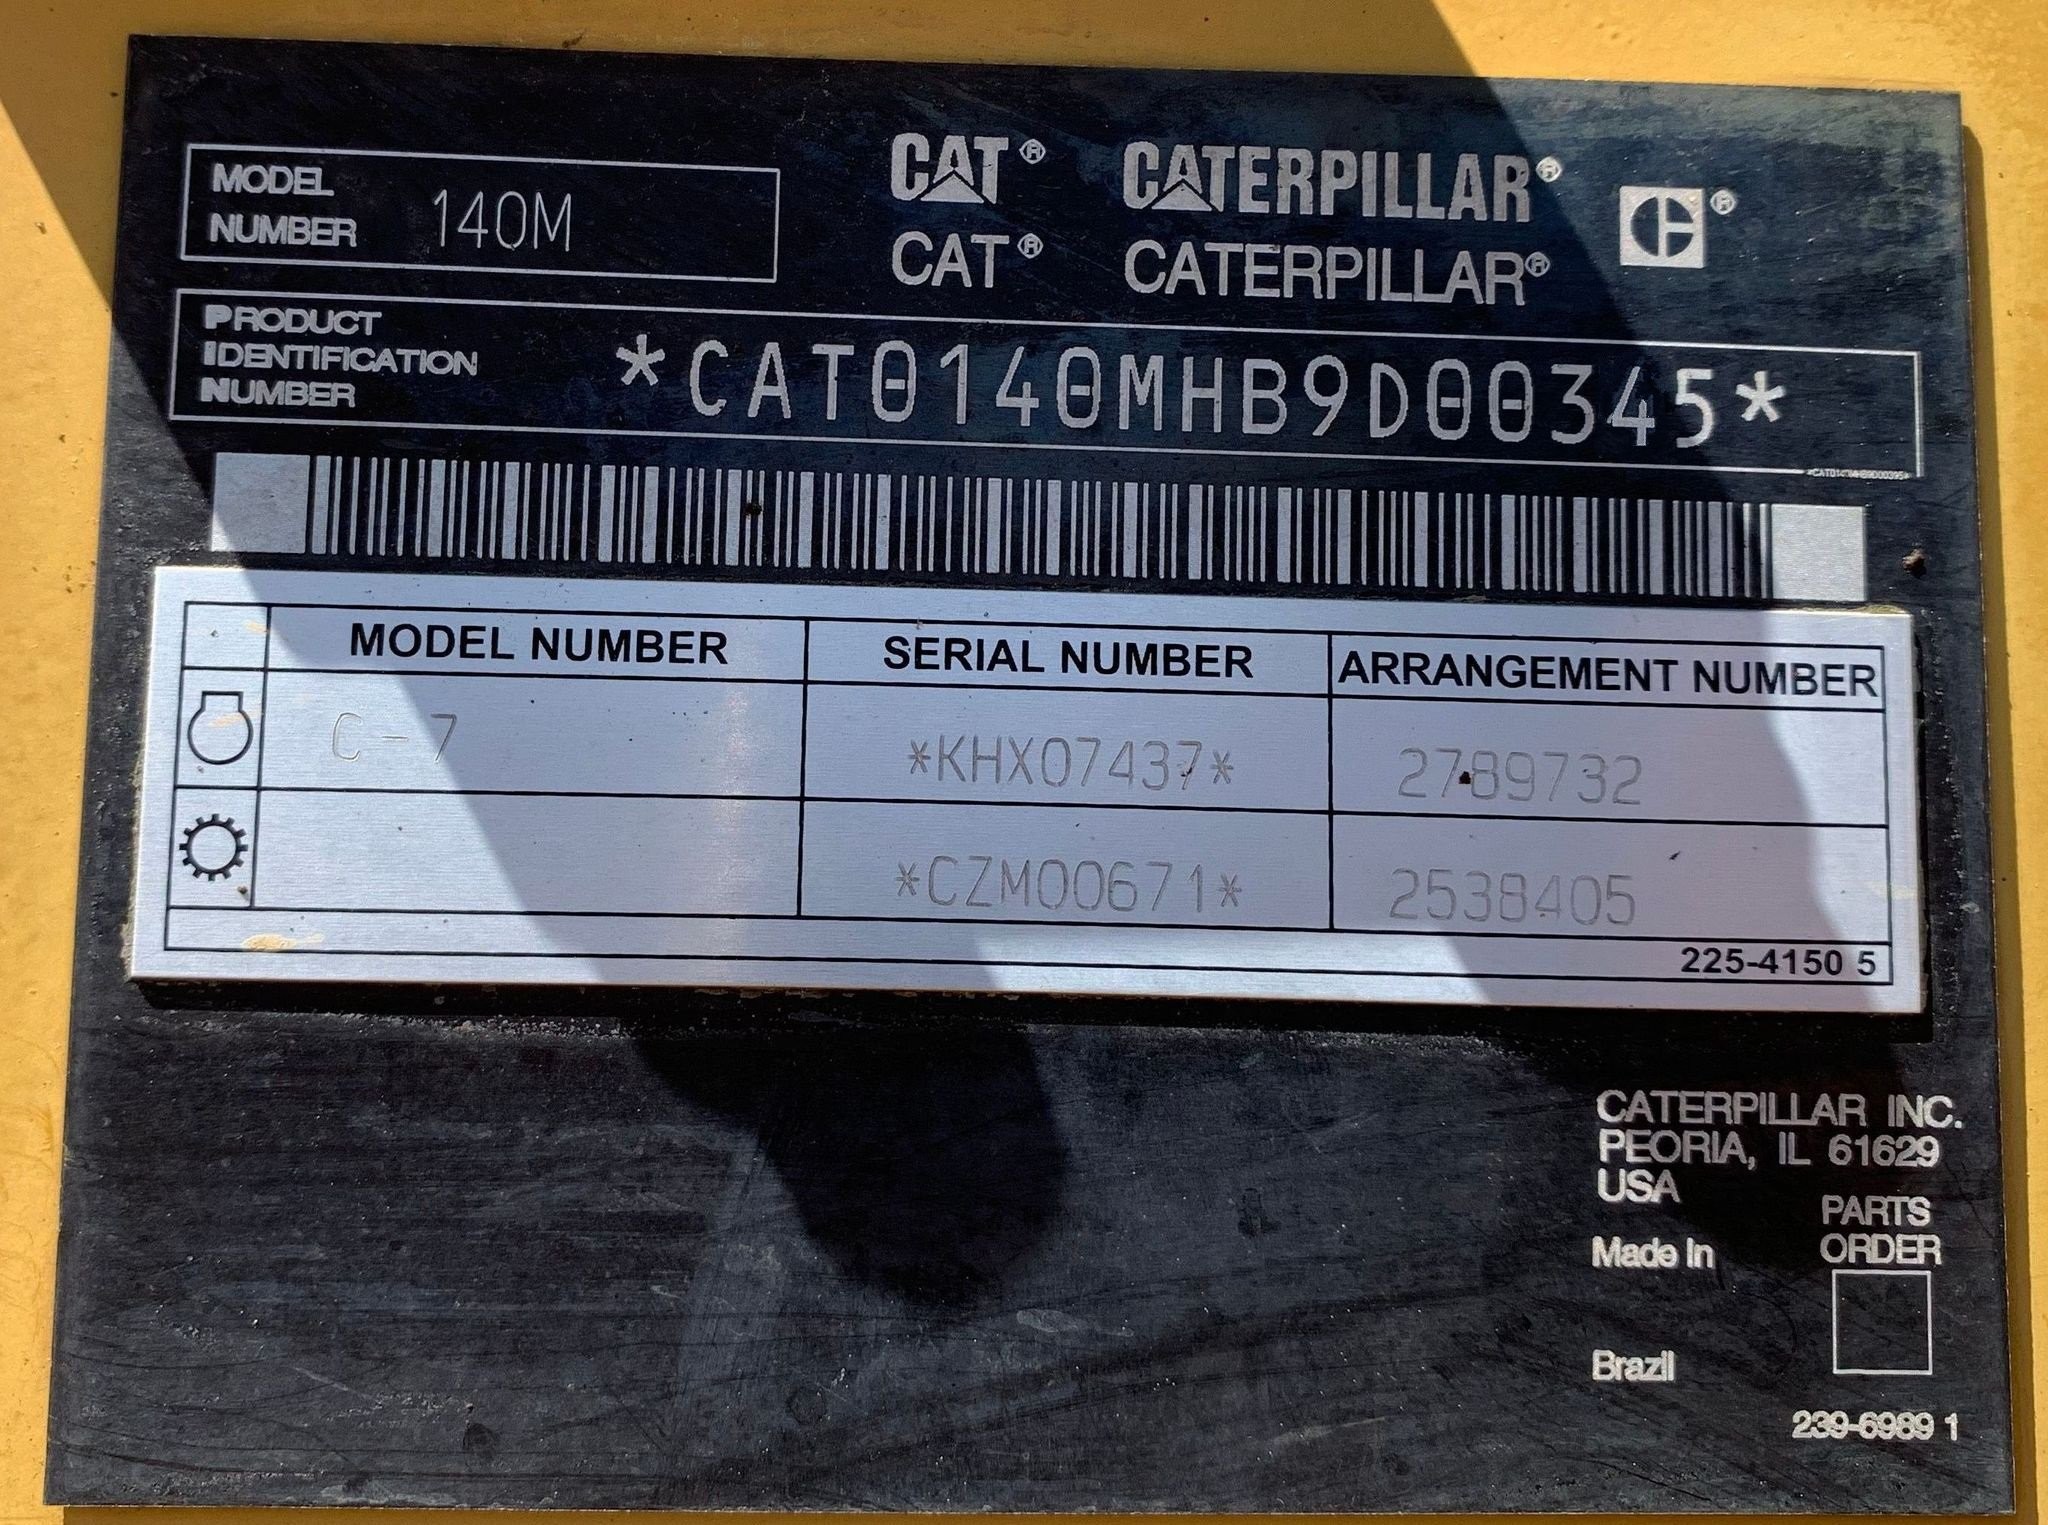 MODEL NUMBER 140M
CAT® CATERPILLAR® ®
CAT® CATERPILLAR®
PRODUCT IDENTIFICATION NUMBER *CAT0140MHB9D00345*
MODEL NUMBER SERIAL NUMBER ARRANGEMENT NUMBER
C-7 *KHX07437* 2789732
*CZM00671* 2538405
225-4150 5
CATERPILLAR INC.
PEORIA, IL 61629
USA
PARTS ORDER
Made in
Brazil
239-6989 1